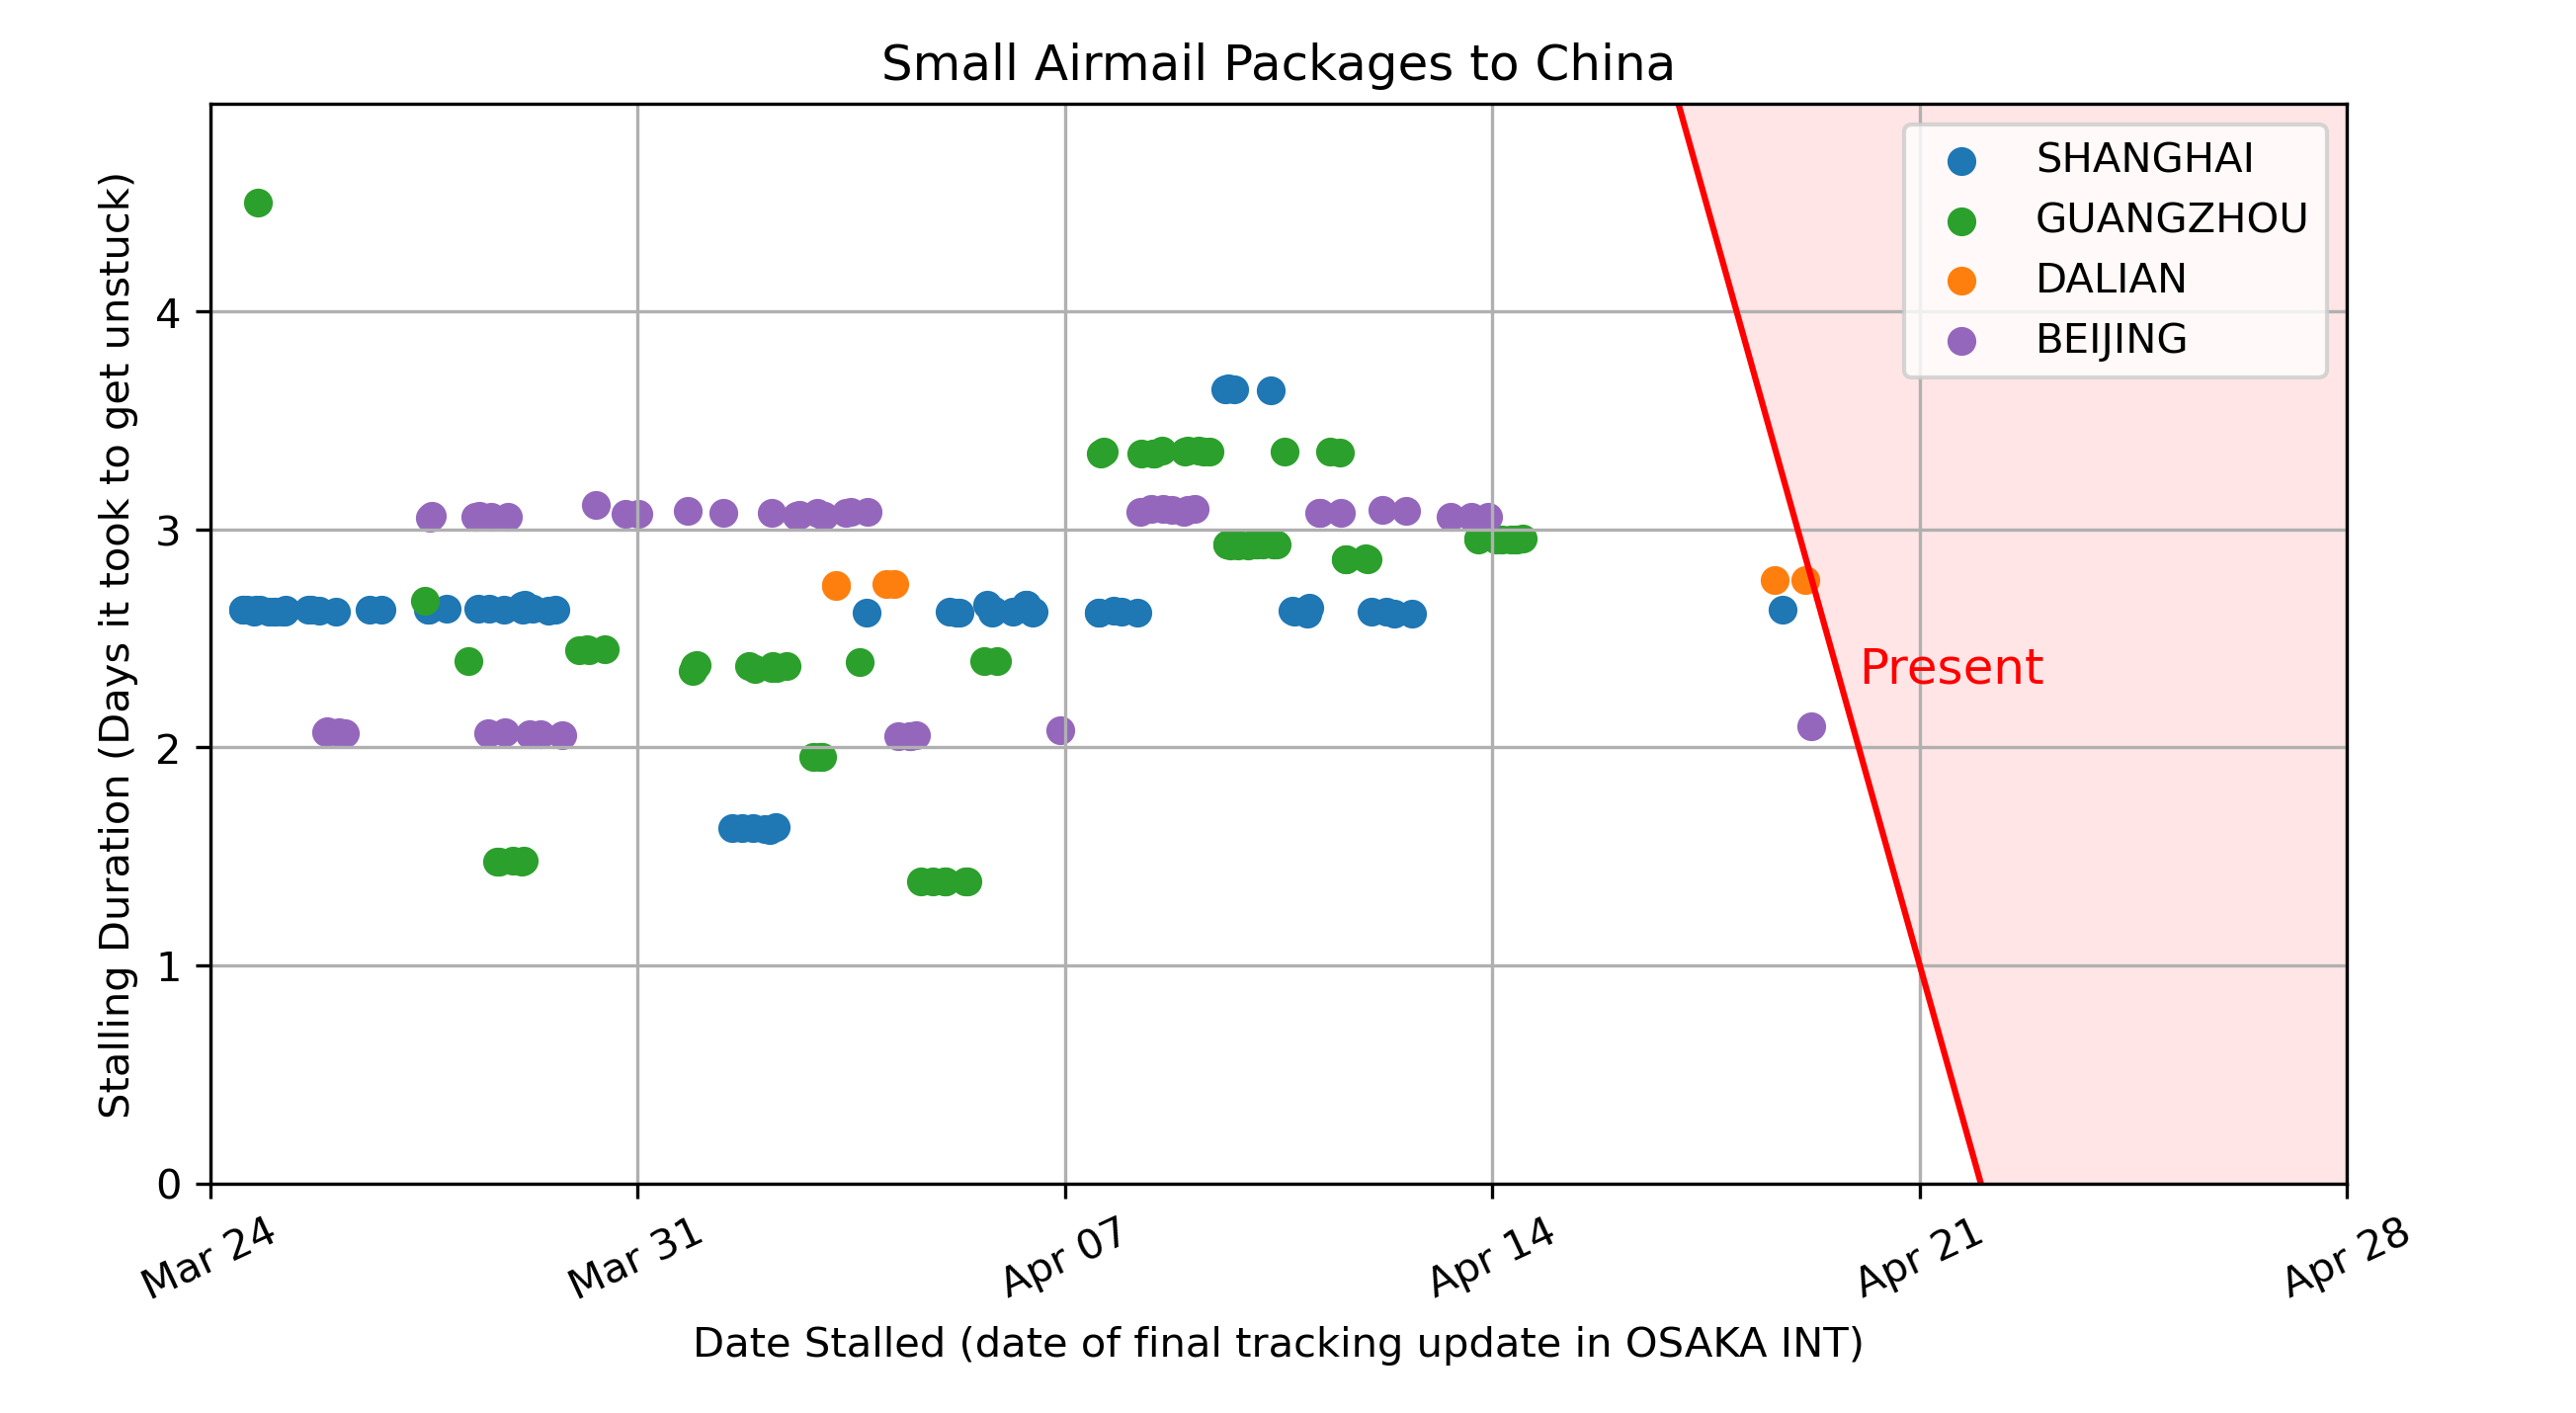 Small Airmail Packages to China
Stalling Duration (Days it took to get unstuck)
4
3
2
1
0
SHANGHAI
GUANGZHOU
DALIAN
BEIJING
Present
Mar 24
Mar 31
Apr 07
Apr 14
Apr 21
Apr 28
Date Stalled (date of final tracking update in OSAKA INT)